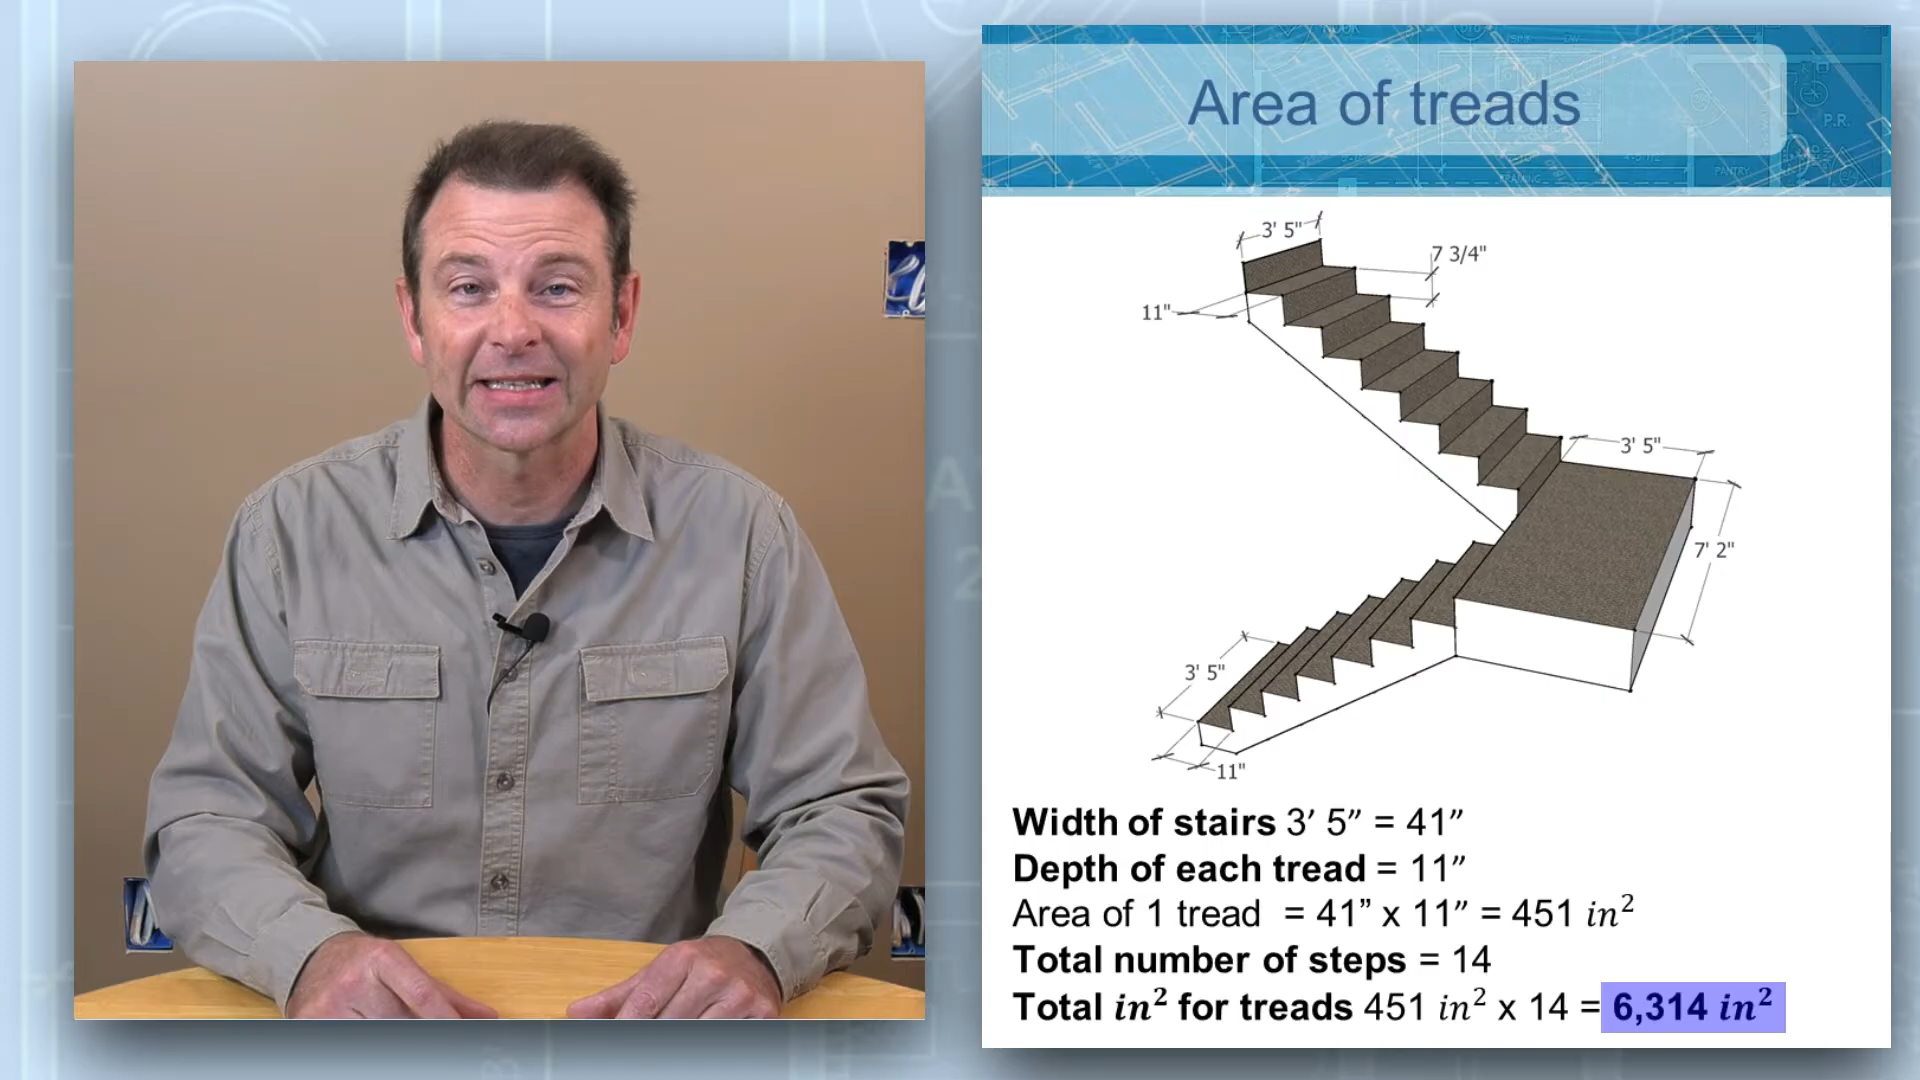 Area of treads
3' 5"
7 3/4"
11"
3' 5"
7' 2"
3' 5"
11"
Width of stairs 3′ 5″ = 41″
Depth of each tread = 11″
Area of 1 tread = 41” x 11″ = 451 in²
Total number of steps = 14
Total in² for treads 451 in² x 14 = 6,314 in²
P.R.
PANTRY